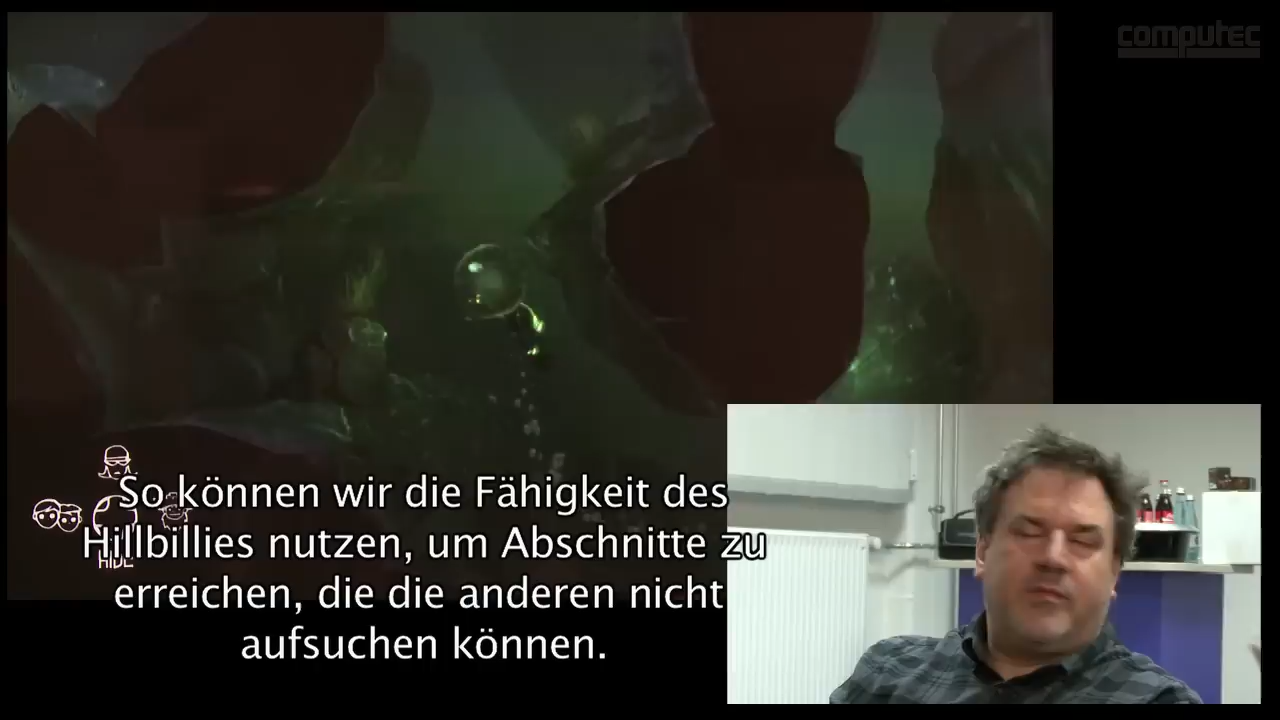 computec
So können wir die Fähigkeit des
Hillbillies nutzen, um Abschnitte zu
HIDE
erreichen, die die anderen nicht
aufsuchen können.